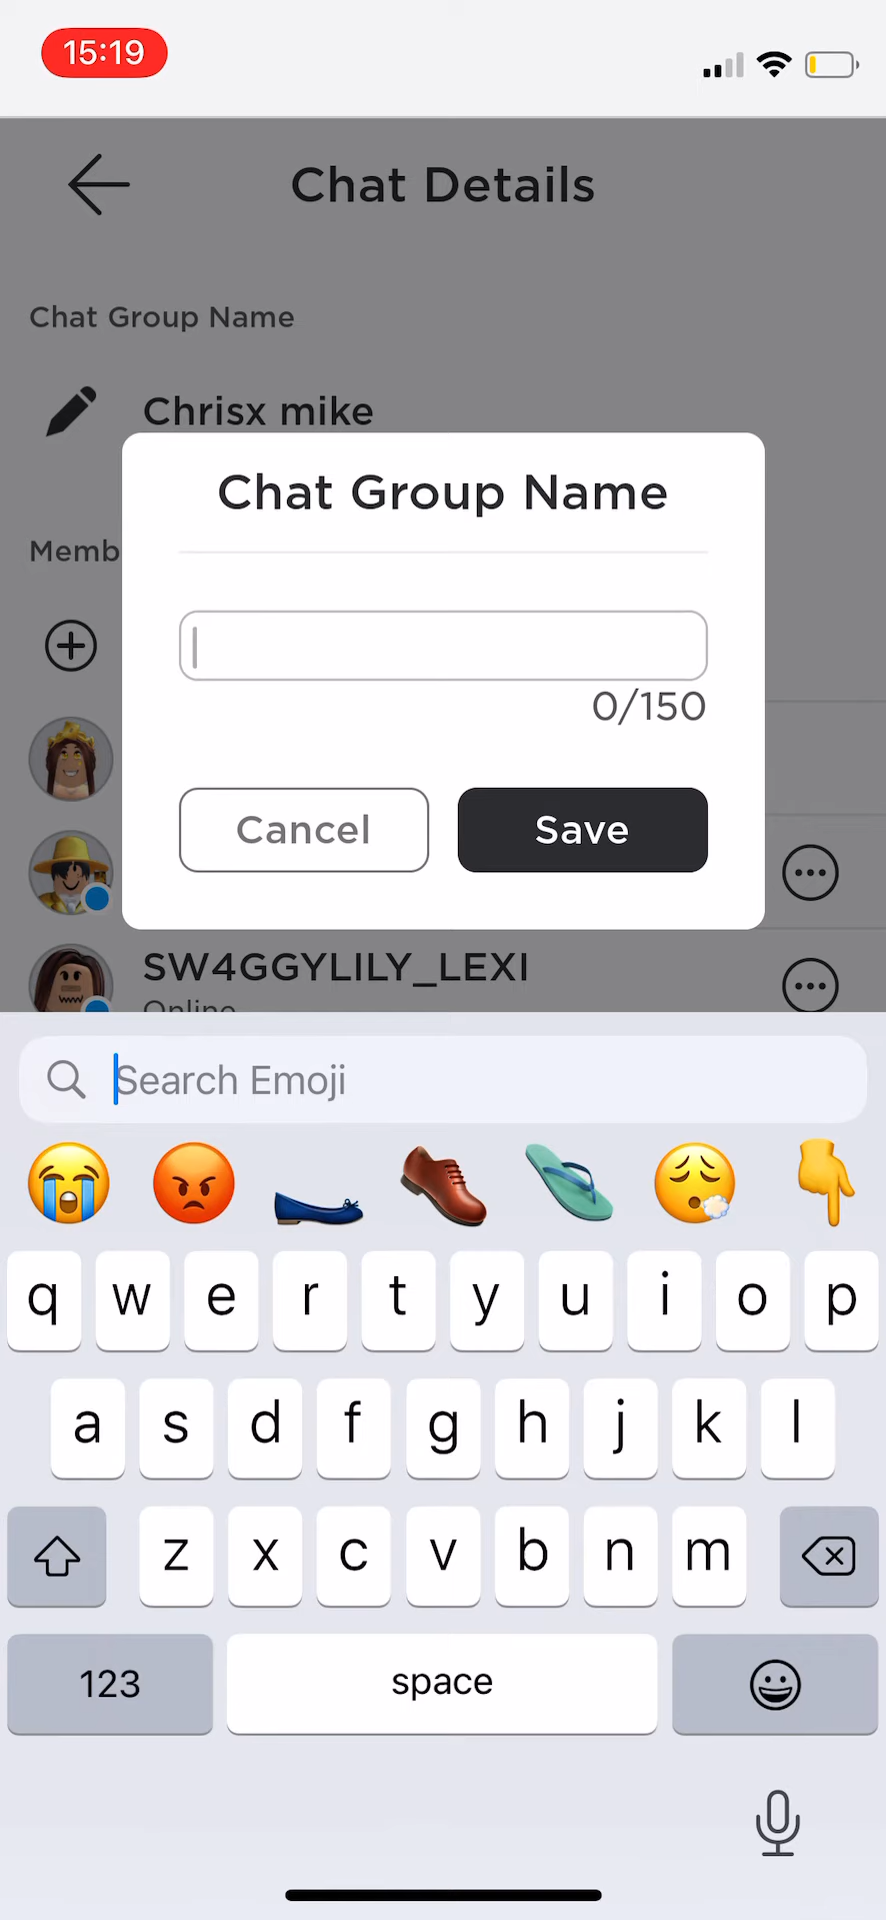 15:19
Chat Details
Chat Group Name
Chrisx mike
Chat Group Name
Memb
0/150
Cancel
Save
SW4GGYLILY_LEXI
Online
Search Emoji
q w e r t y u i o p
a s d f g h j k l
z x c v b n m
123
space